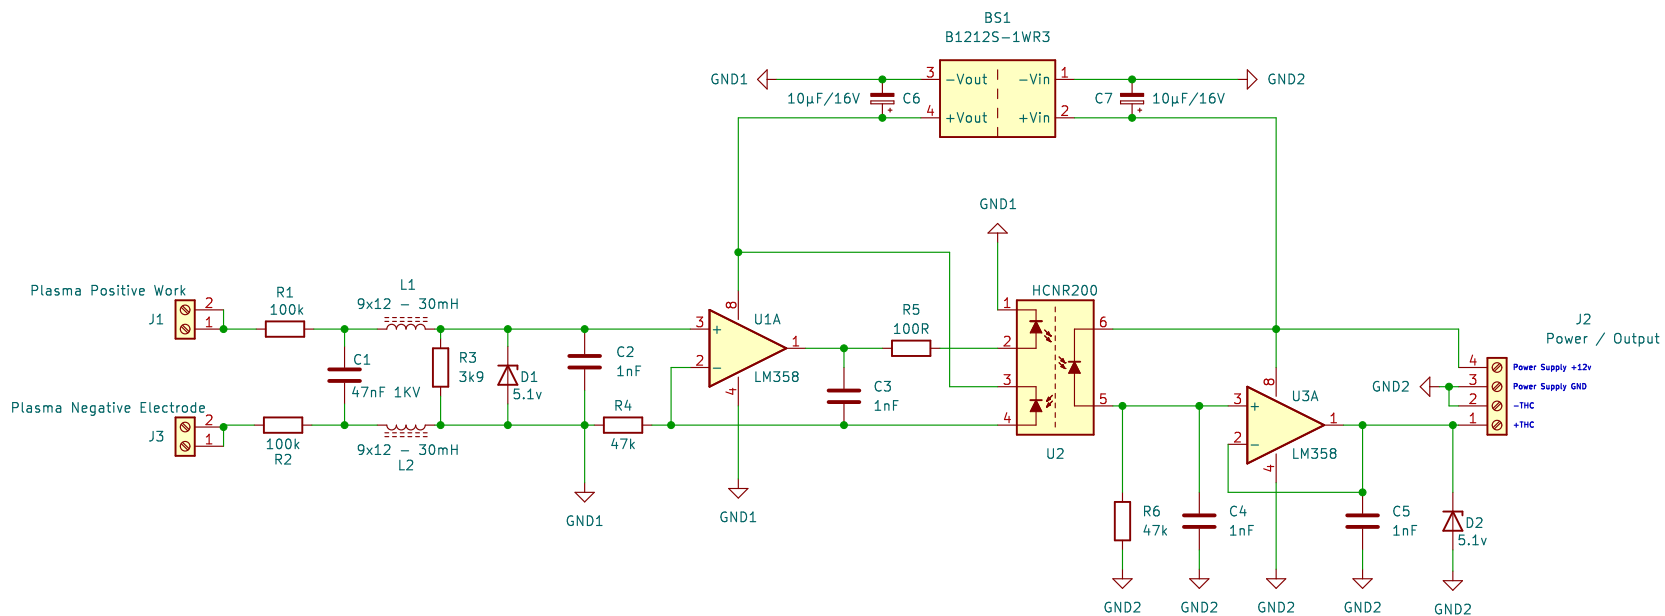 BS1
B1212S-1WR3
GND1
3
-Vout
-Vin
1
GND2
10µF/16V
C6
C7
10µF/16V
4
+Vout
+Vin
2
+
+
GND1
Plasma Positive Work
J1
2
1
R1
100k
L1
9x12 - 30mH
C1
47nF 1KV
R3
3k9
D1
5.1v
C2
1nF
Plasma Negative Electrode
J3
2
1
100k
R2
9x12 - 30mH
L2
R4
47k
GND1
3
+
2
-
8
4
1
U1A
LM358
GND1
C3
1nF
R5
100R
HCNR200
1
2
3
4
6
5
U2
R6
47k
GND2
C4
1nF
GND2
3
+
2
-
8
4
1
U3A
LM358
GND2
C5
1nF
GND2
D2
5.1v
GND2
J2
Power / Output
GND2
4
Power Supply +12v
3
Power Supply GND
2
-THC
1
+THC